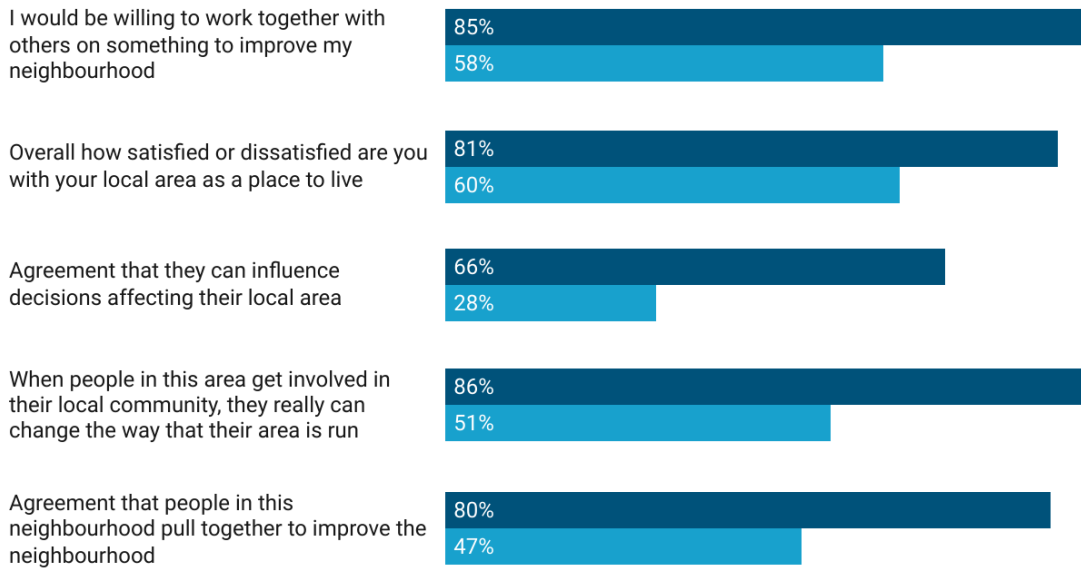 I would be willing to work together with
others on something to improve my
neighbourhood
85%
58%
Overall how satisfied or dissatisfied are you
with your local area as a place to live
81%
60%
Agreement that they can influence
decisions affecting their local area
66%
28%
When people in this area get involved in
their local community, they really can
change the way that their area is run
86%
51%
Agreement that people in this
neighbourhood pull together to improve the
neighbourhood
80%
47%